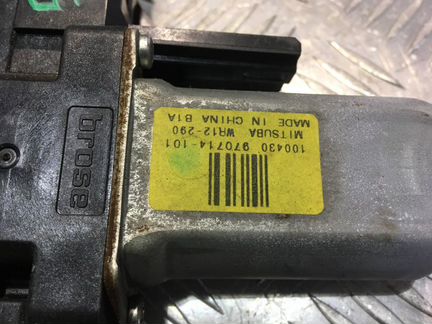 brose
100430 970714-101
MITSUBA WR12-290
MADE IN CHINA B1A